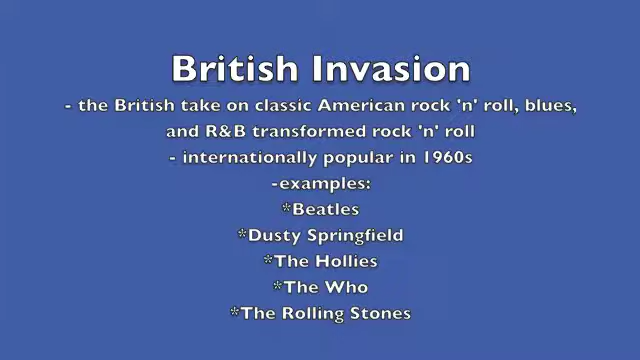 British Invasion
- the British take on classic American rock 'n' roll, blues,
and R&B transformed rock 'n' roll
- internationally popular in 1960s
-examples:
*Beatles
*Dusty Springfield
*The Hollies
*The Who
*The Rolling Stones